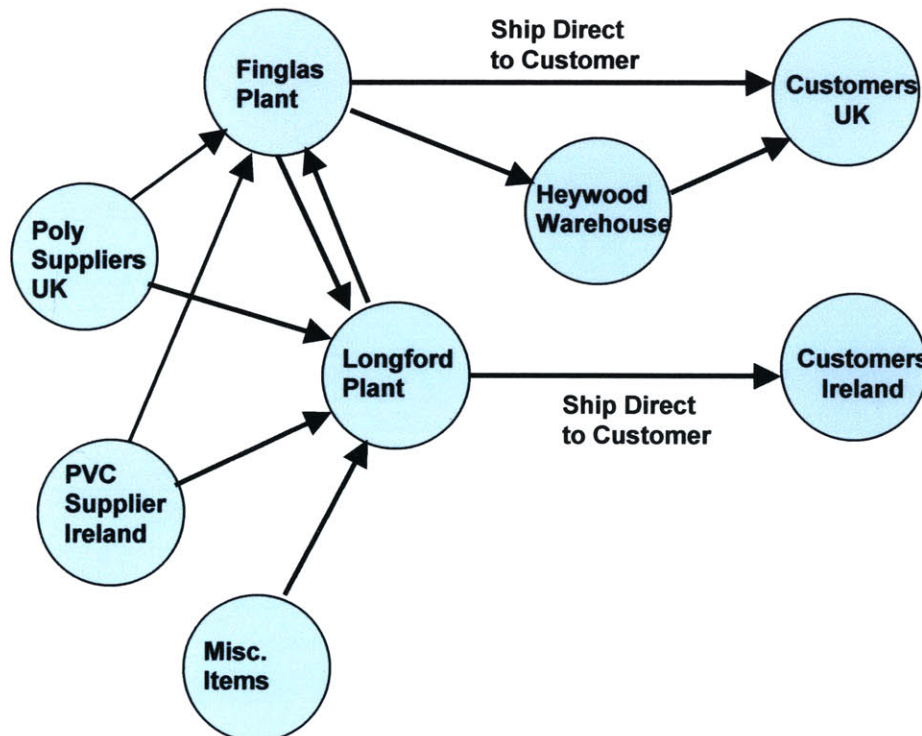 Ship Direct
to Customer
Finglas
Plant
Customers
UK
Heywood
Warehouse
Poly
Suppliers
UK
Longford
Plant
Customers
Ireland
Ship Direct
to Customer
PVC
Supplier
Ireland
Misc.
Items